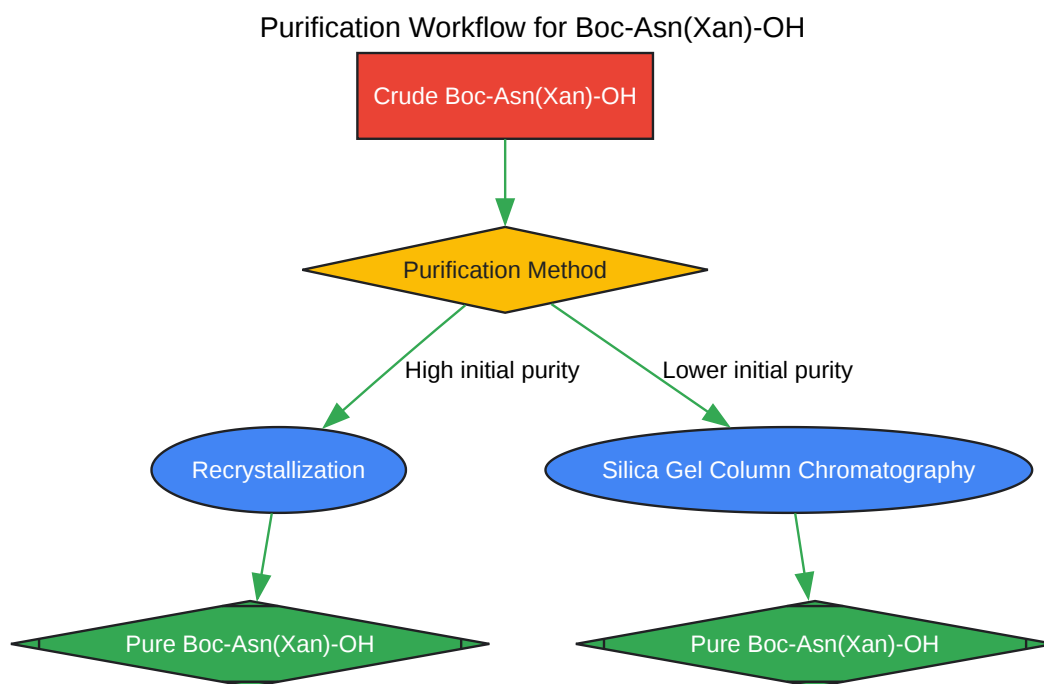 Purification Workflow for Boc-Asn(Xan)-OH
Crude Boc-Asn(Xan)-OH
Purification Method
High initial purity
Lower initial purity
Recrystallization
Silica Gel Column Chromatography
Pure Boc-Asn(Xan)-OH
Pure Boc-Asn(Xan)-OH